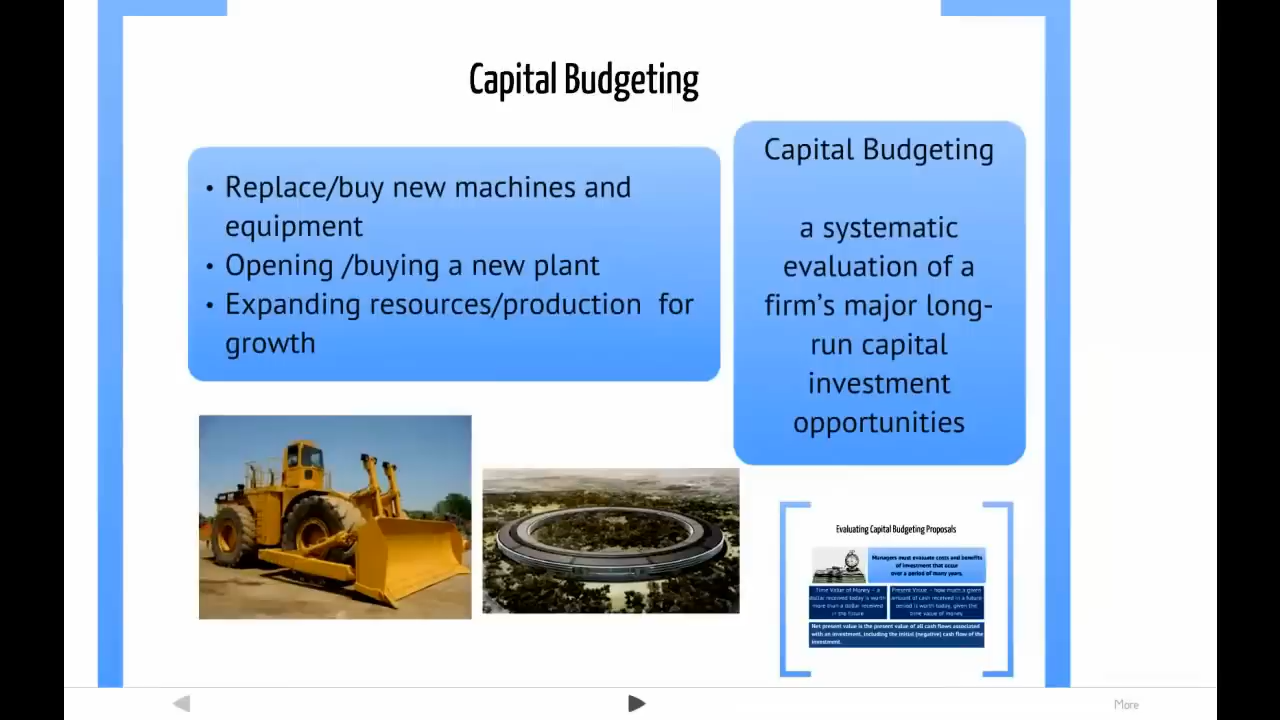 Capital Budgeting
• Replace/buy new machines and
equipment
• Opening /buying a new plant
• Expanding resources/production  for
growth
Capital Budgeting
a systematic
evaluation of a
firm's major long-
run capital
investment
opportunities
Evaluating Capital Budgeting Proposals
Managers must evaluate costs and benefits
of investment that occur
over a period of many years.
Time Value of Money - a
dollar received today is worth
more than a dollar received
in the future
Present Value - how much a given
amount of cash received in a future
period is worth today, given the
time value of money.
Net present value is the present value of all cash flows associated
with an investment, including the initial (negative) cash flow of the
investment.
More